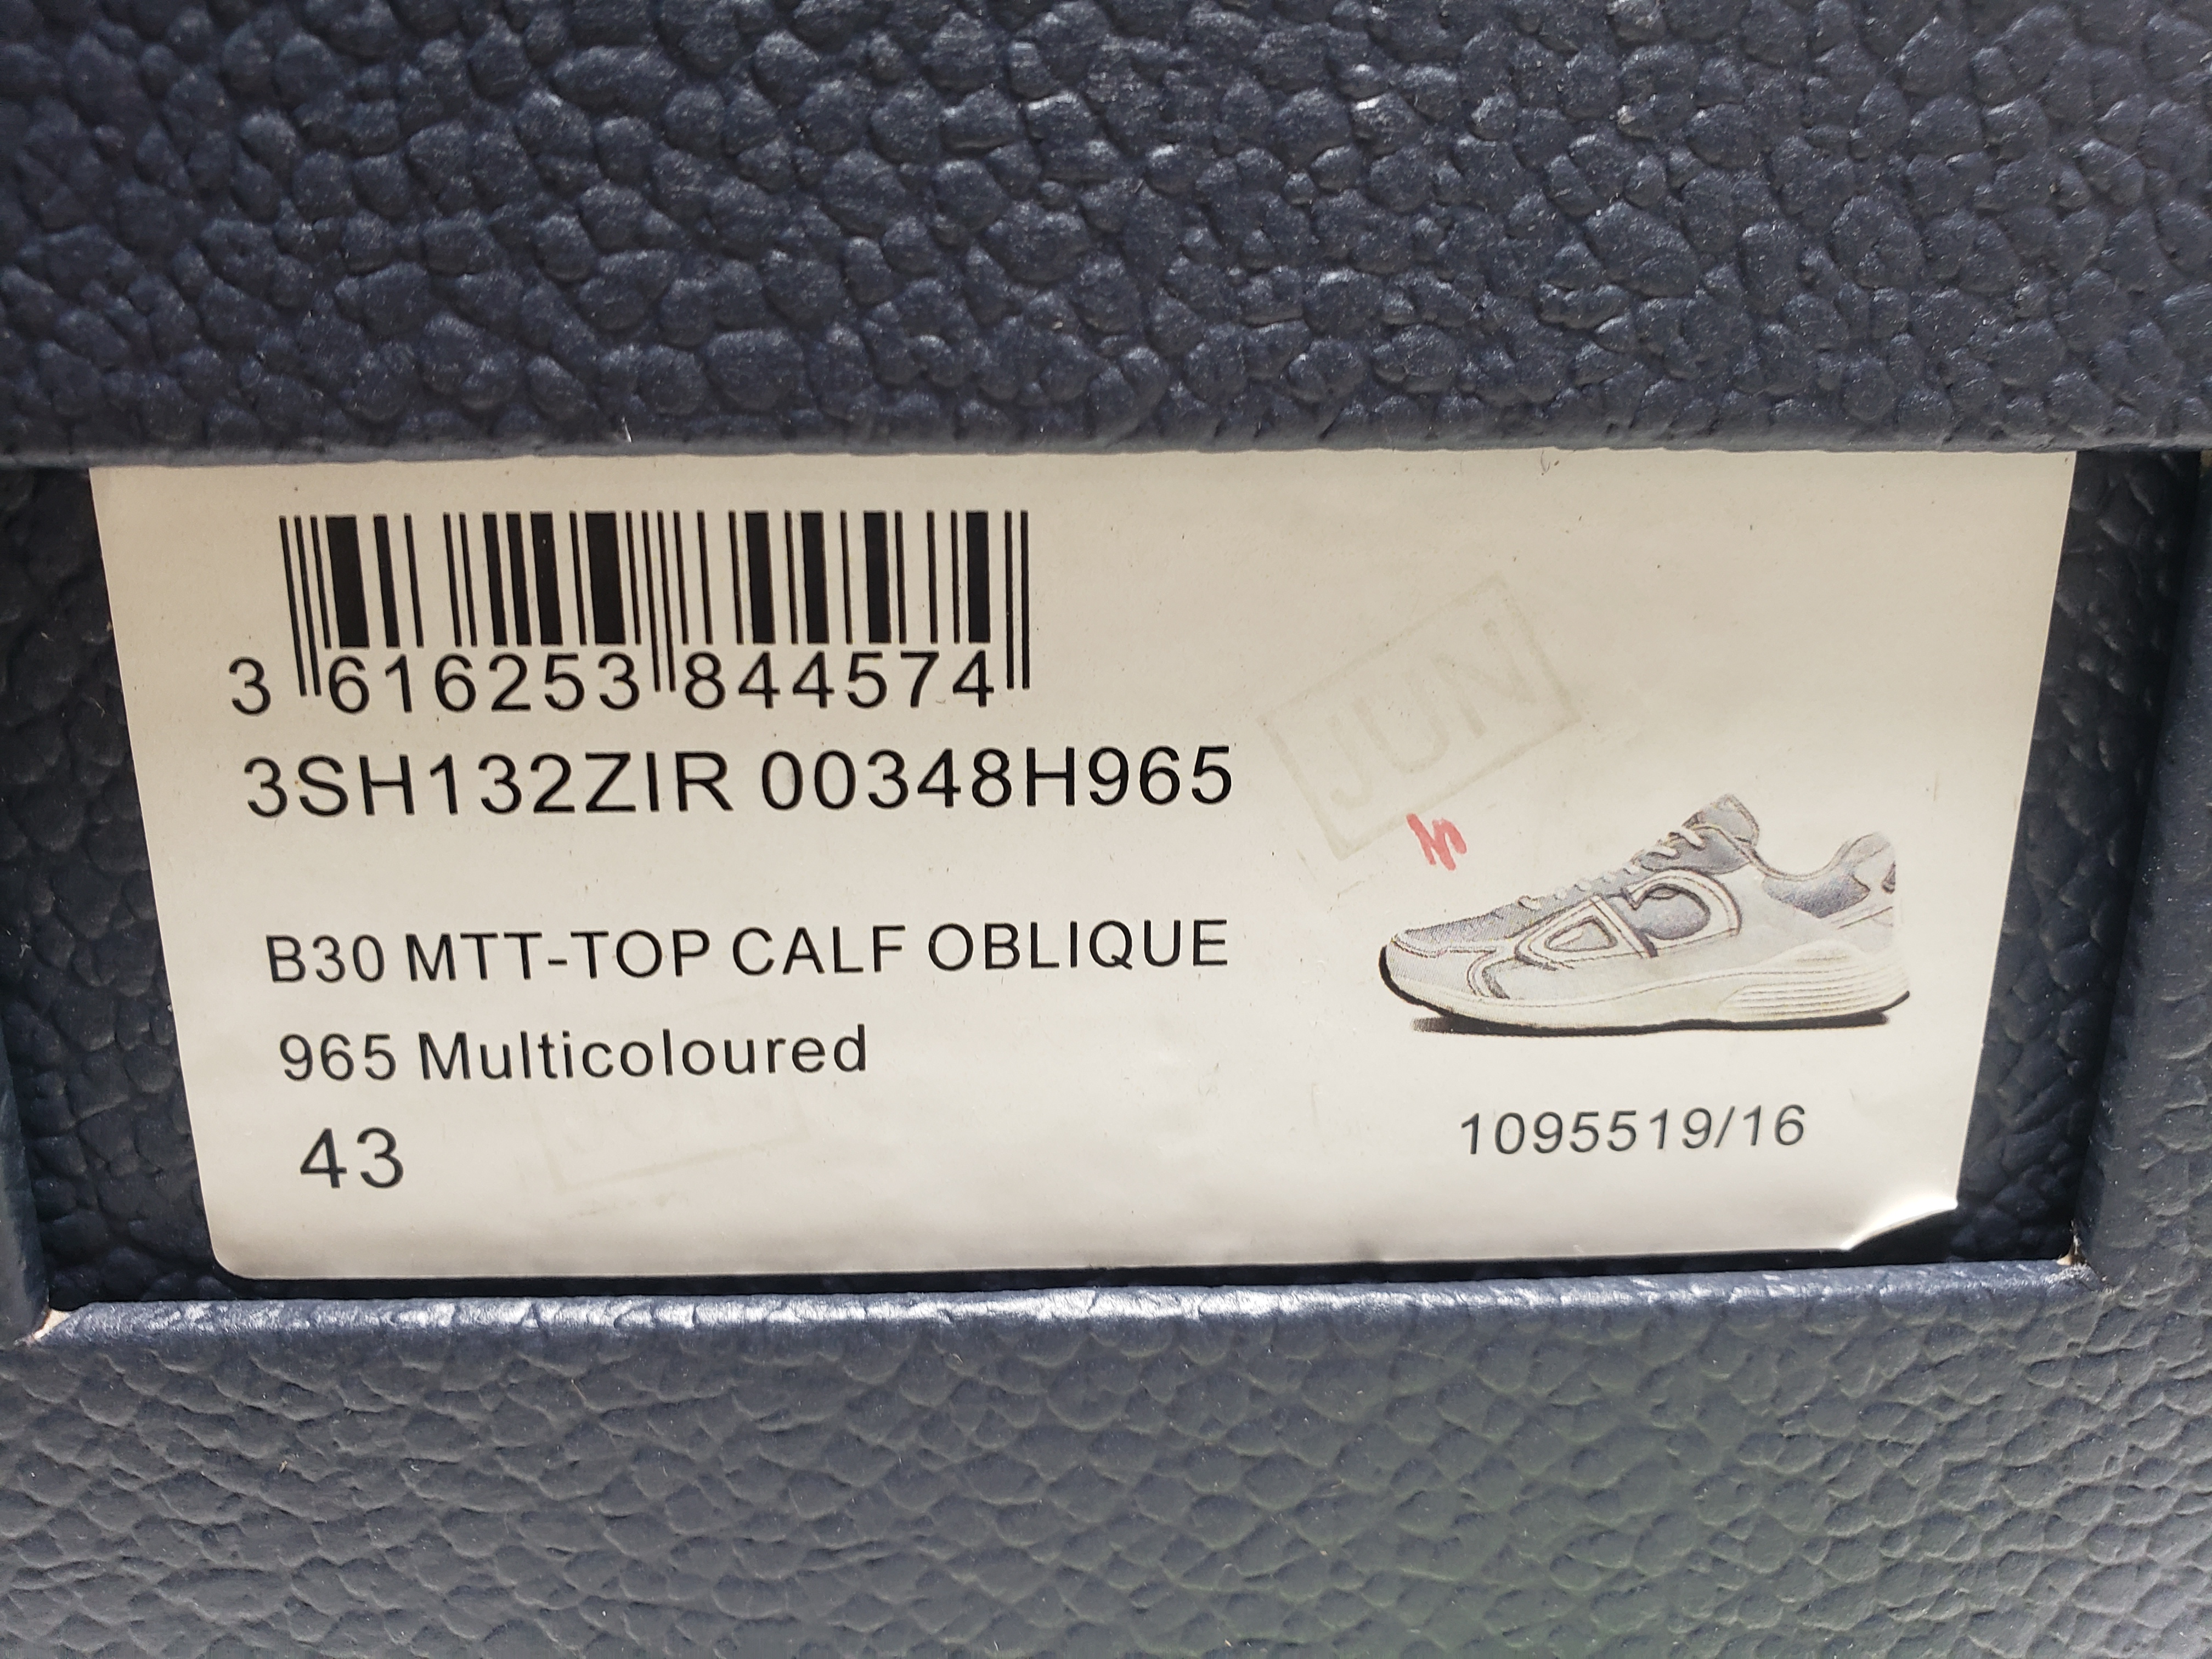 3 616253 844574
3SH132ZIR 00348H965
B30 MTT-TOP CALF OBLIQUE
965 Multicoloured
43
JUN
1095519/16